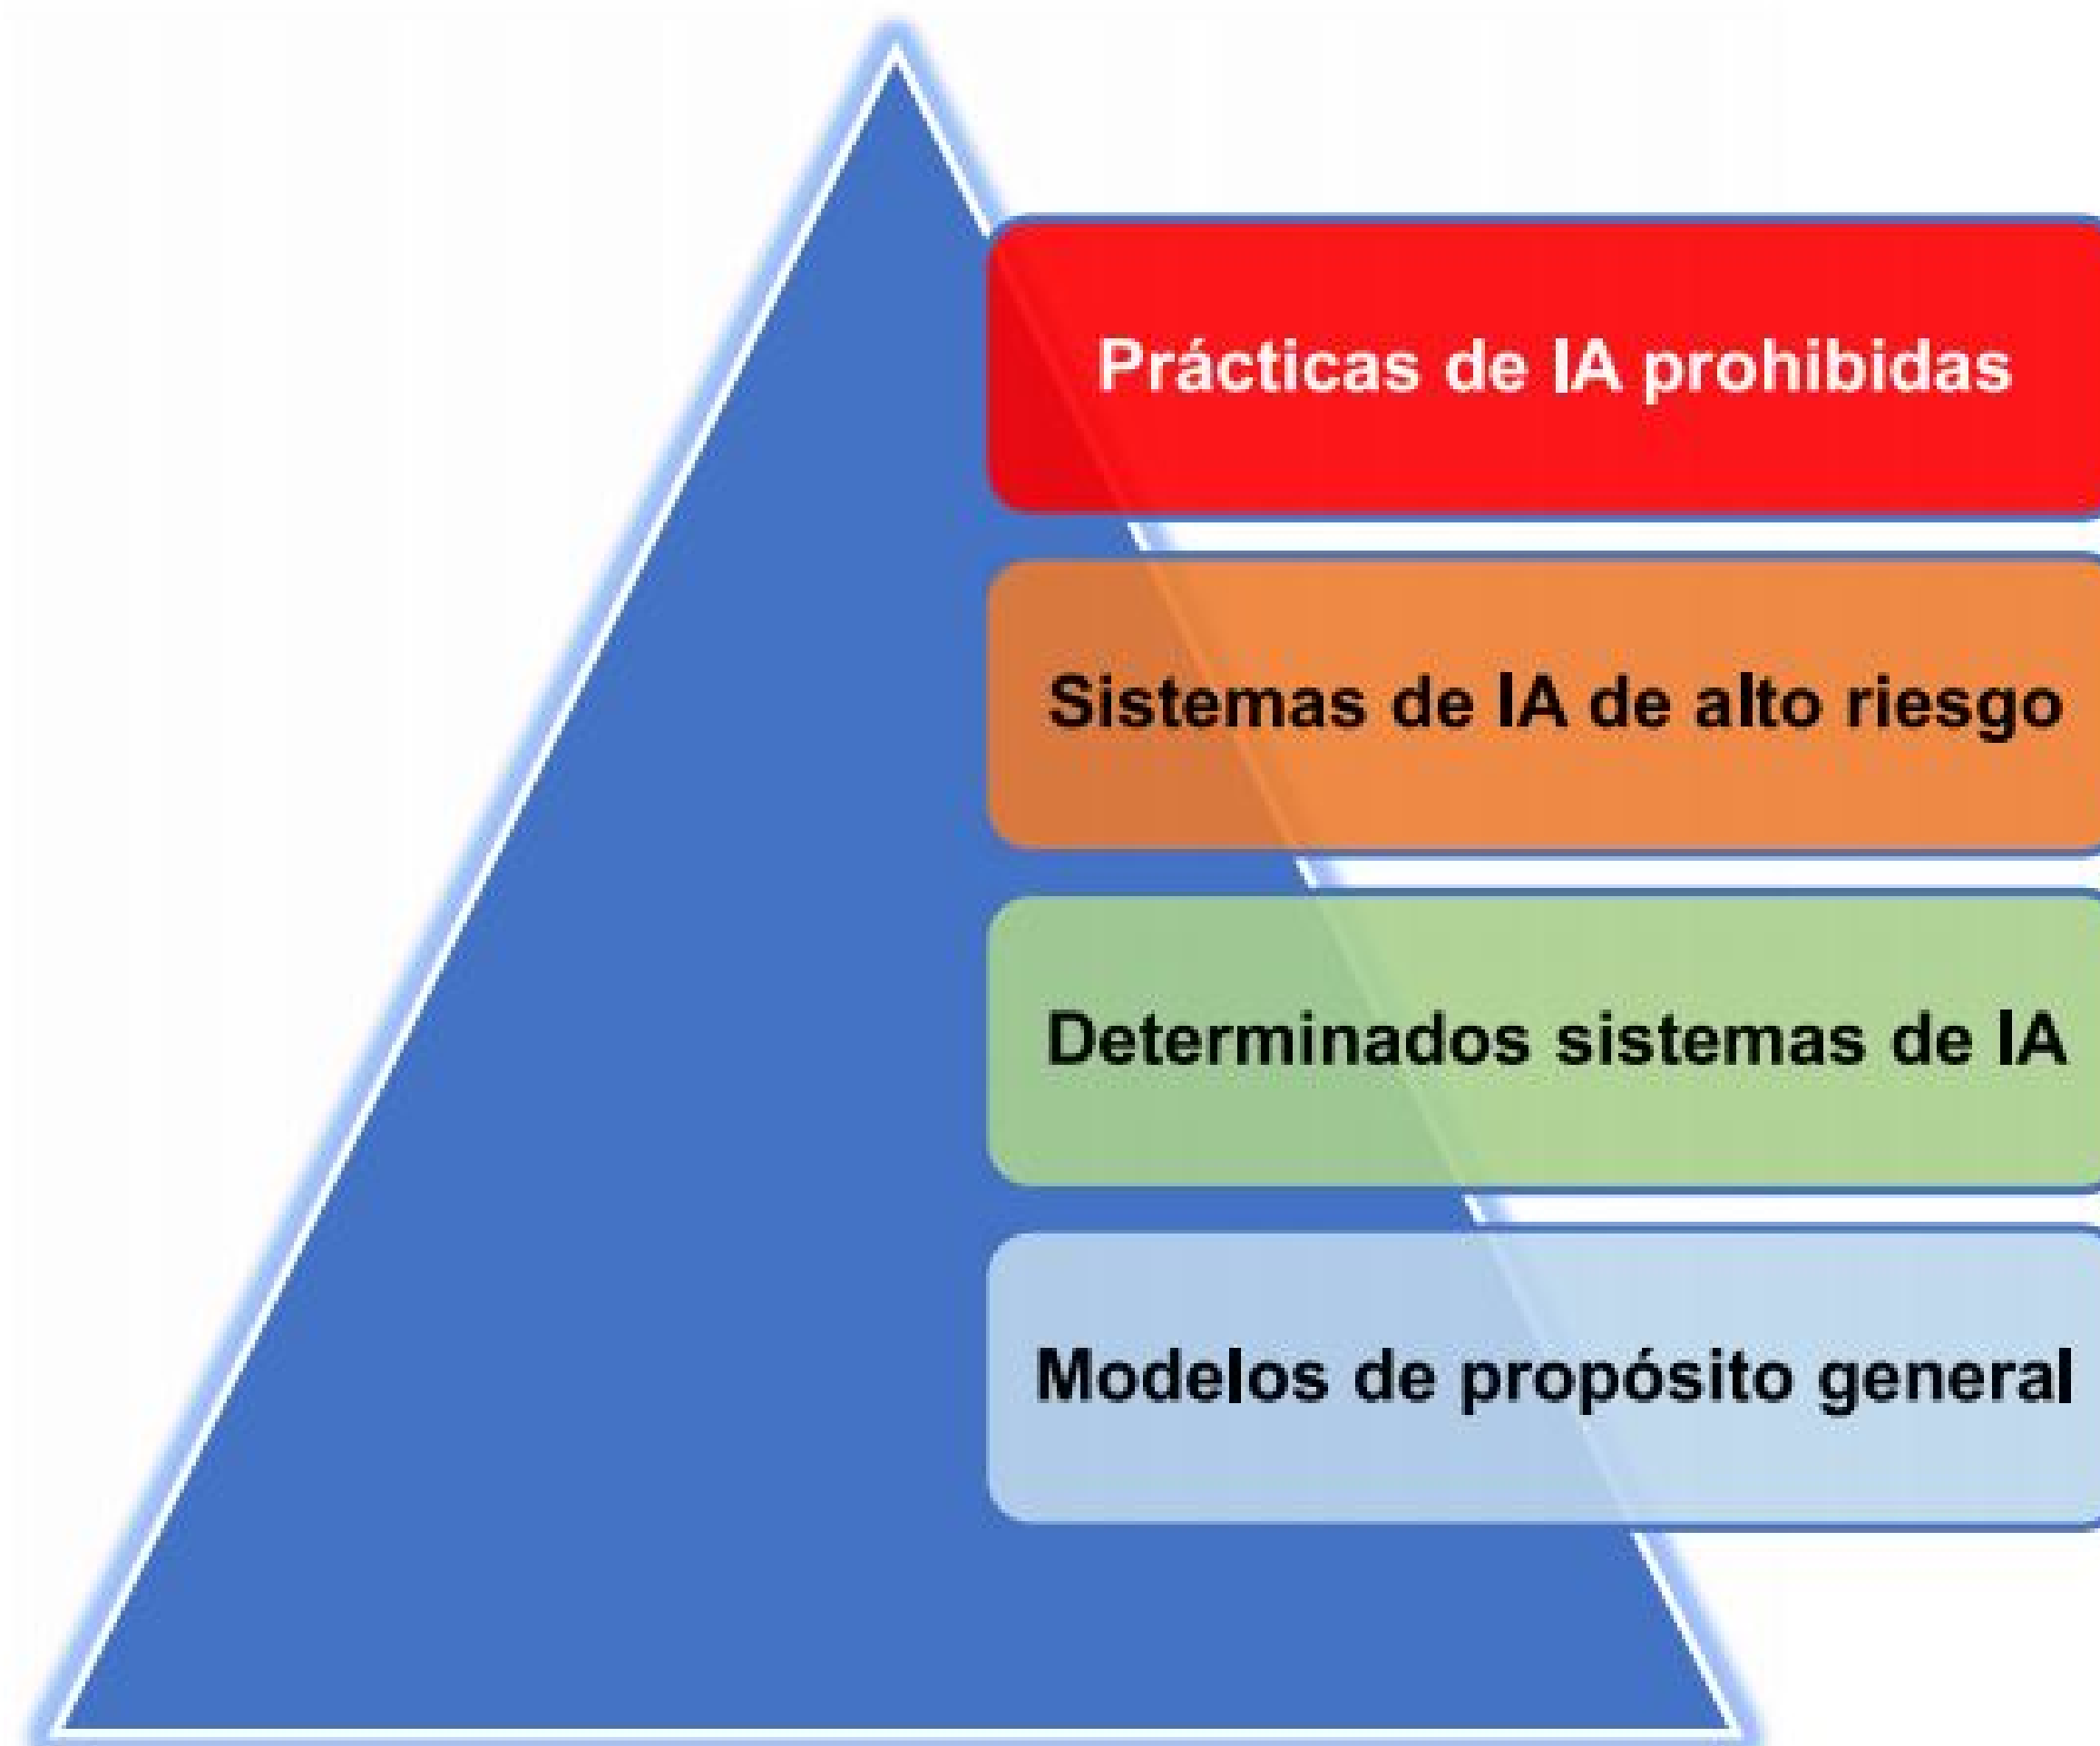 Prácticas de IA prohibidas
Sistemas de IA de alto riesgo
Determinados sistemas de IA
Modelos de propósito general